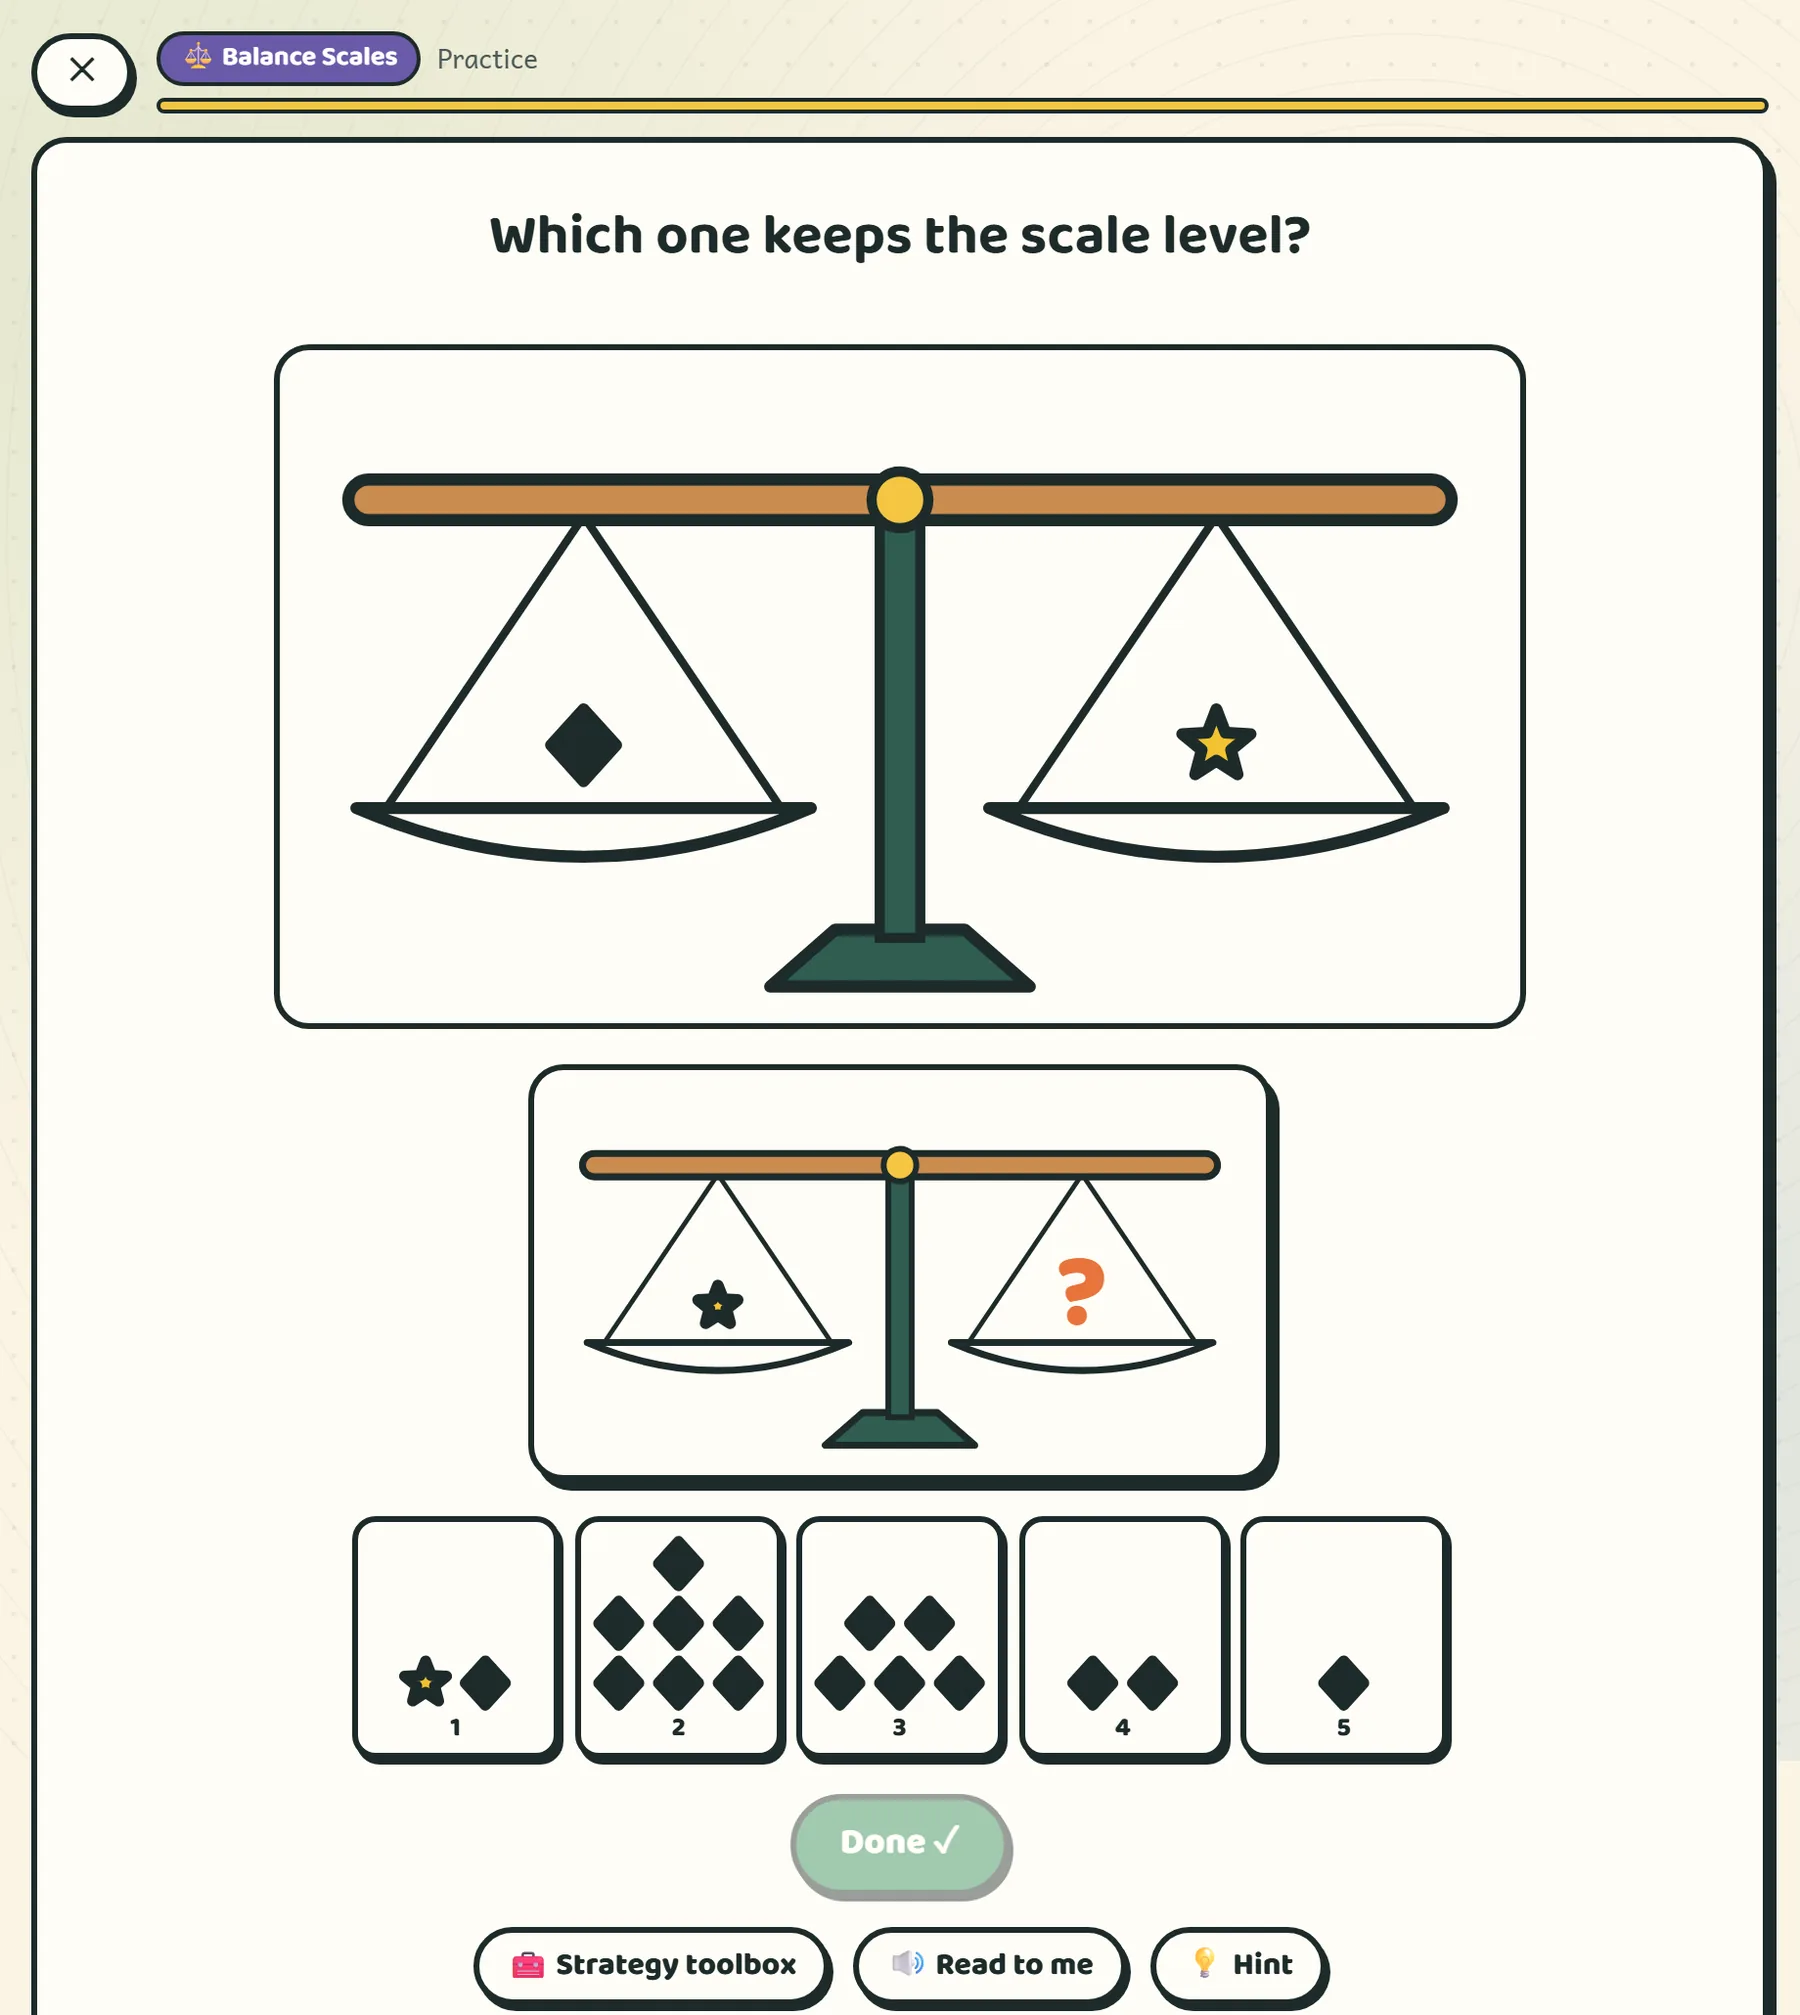 Balance Scales
Practice
Which one keeps the scale level?
?
1
2
3
4
5
Done ✓
Strategy toolbox
Read to me
Hint